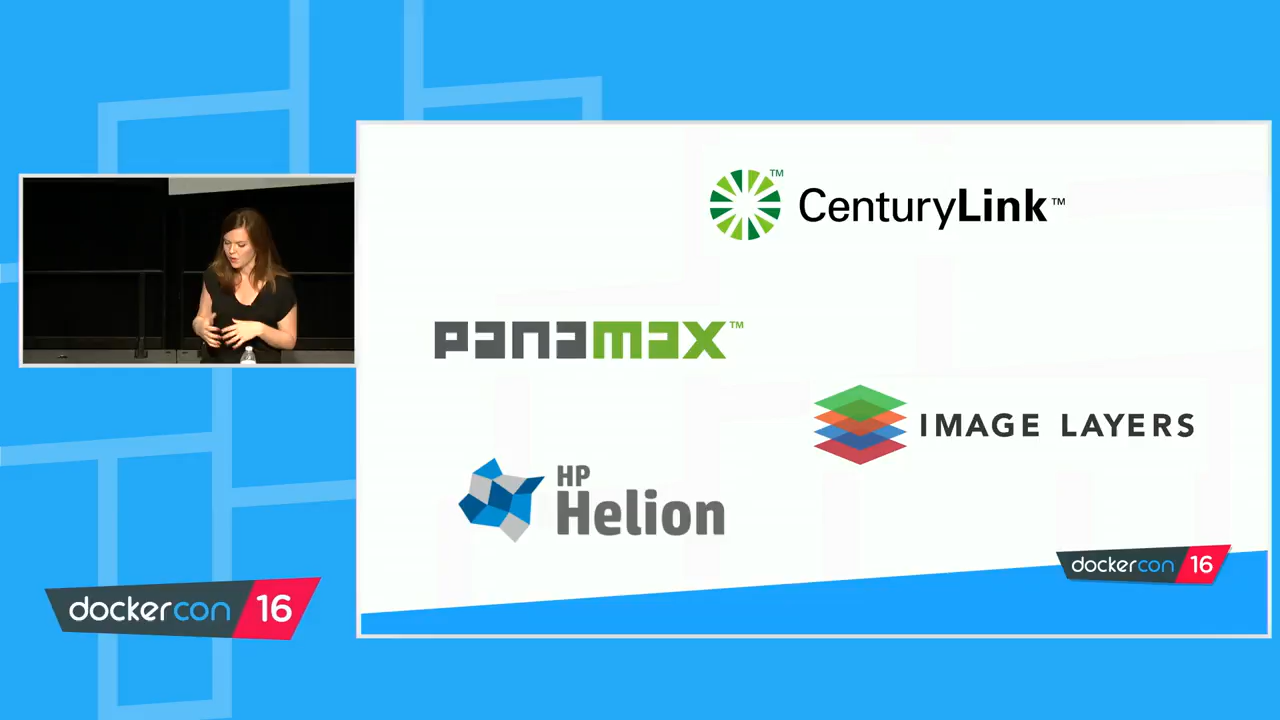 CenturyLink™
panamax™
IMAGE LAYERS
HP
Helion
dockercon 16
dockercon 16